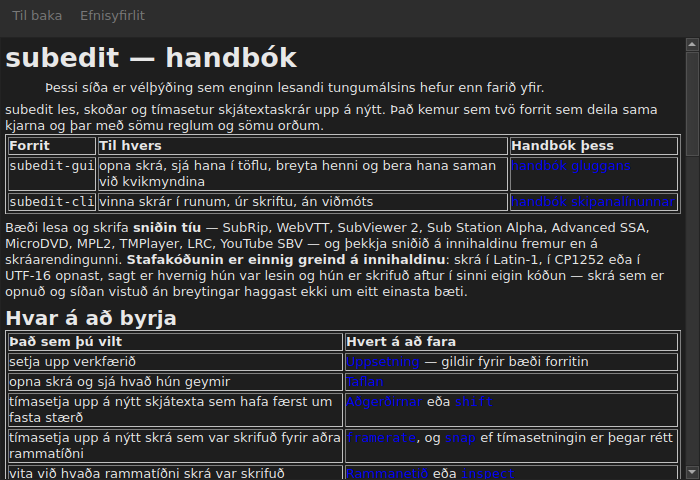 Til baka Efnisyfirlit
subedit — handbók
Þessi síða er vélþýðing sem enginn lesandi tungumálsins hefur enn farið yfir.
subedit les, skoðar og tímasetur skjátextaskrár upp á nýtt. Það kemur sem tvö forrit sem deila sama
kjarna og þar með sömu reglum og sömu orðum.
Forrit Til hvers Handbók þess
subedit-gui opna skrá, sjá hana í töflu, breyta henni og bera hana saman handbók gluggans
við kvikmyndina
subedit-cli vinna skrár í runum, úr skriftu, án viðmóts handbók skipanalínunnar
Bæði lesa og skrifa sniðin tíu — SubRip, WebVTT, SubViewer 2, Sub Station Alpha, Advanced SSA,
MicroDVD, MPL2, TMPlayer, LRC, YouTube SBV — og þekkja sniðið á innihaldinu fremur en á
skráarendingunni. Stafakóðunin er einnig greind á innihaldinu: skrá í Latin-1, í CP1252 eða í
UTF-16 opnast, sagt er hvernig hún var lesin og hún er skrifuð aftur í sinni eigin kóðun — skrá sem er
opnuð og síðan vistuð án breytingar haggast ekki um eitt einasta bæti.
Hvar á að byrja
Það sem þú vilt Hvert á að fara
setja upp verkfærið Uppsetning — gildir fyrir bæði forritin
opna skrá og sjá hvað hún geymir Taflan
tímasetja upp á nýtt skjátexta sem hafa færst um Aðgerðirnar eða shift
fasta stærð
tímasetja upp á nýtt skrá sem var skrifuð fyrir aðra framerate, og snap ef tímasetningin er þegar rétt
rammatíðni
vita við hvaða rammatíðni skrá var skrifuð Rammamerið eða inspect